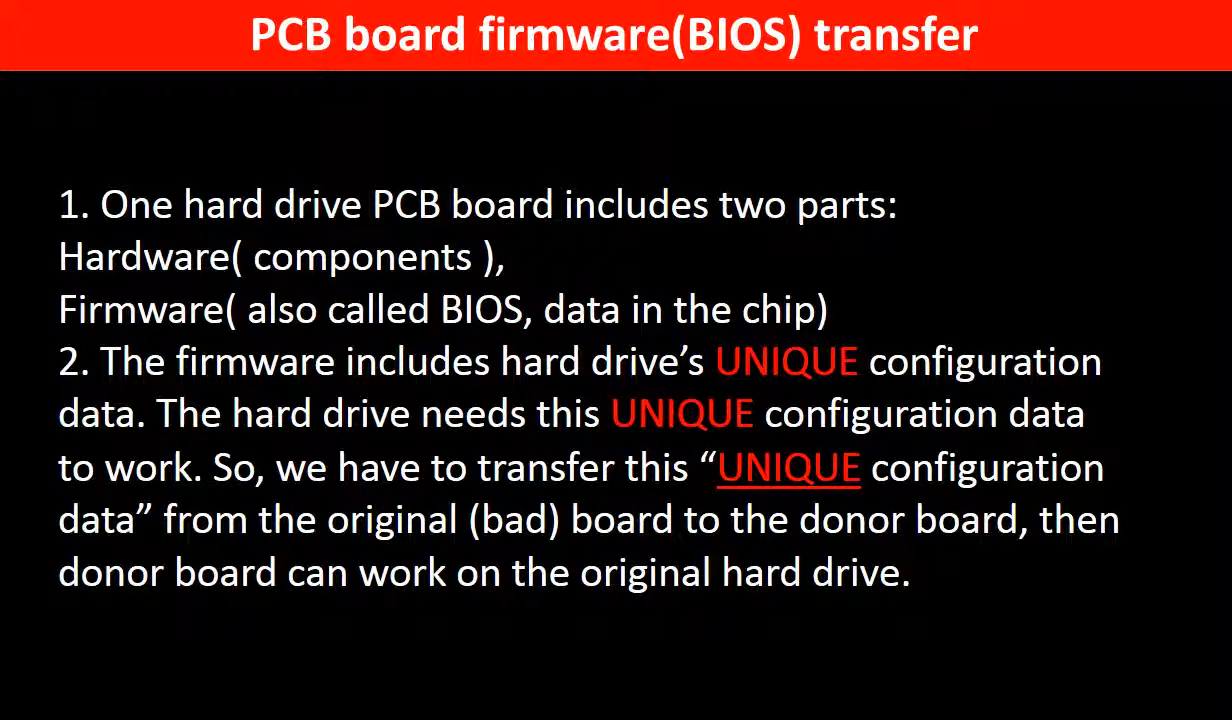 PCB board firmware(BIOS) transfer
1. One hard drive PCB board includes two parts:
Hardware( components ),
Firmware( also called BIOS, data in the chip)
2. The firmware includes hard drive’s UNIQUE configuration
data. The hard drive needs this UNIQUE configuration data
to work. So, we have to transfer this “UNIQUE configuration
data” from the original (bad) board to the donor board, then
donor board can work on the original hard drive.